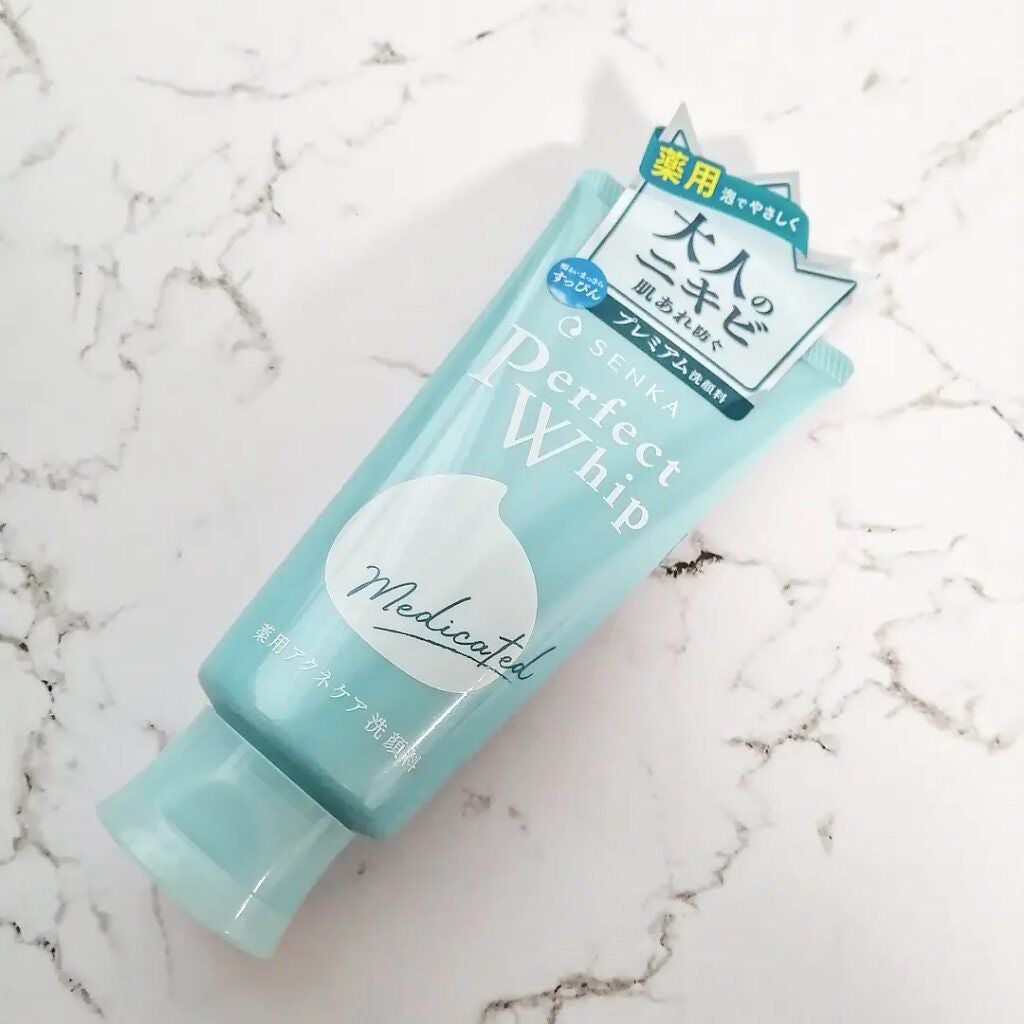 薬用 泡でやさしく
大人の
ニキビ
肌あれ防ぐ
すっぴん
プレミアム洗顔料
SENKA
Perfect
Whip
Medicated
薬用アクネケア 洗顔料